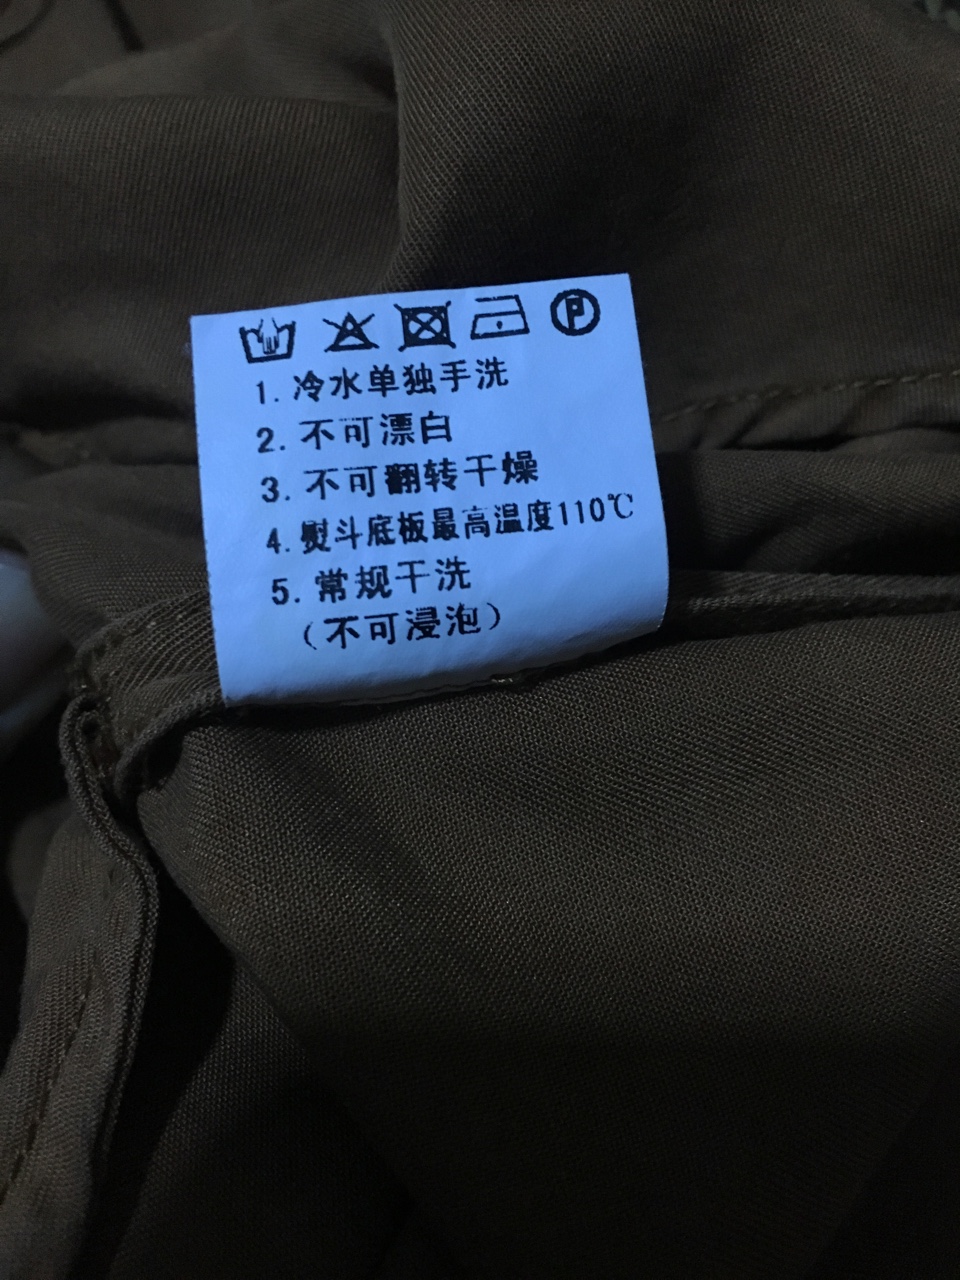 1. 冷水单独手洗
2. 不可漂白
3. 不可翻转干燥
4. 熨斗底板最高温度110℃
5. 常规干洗
（不可浸泡）